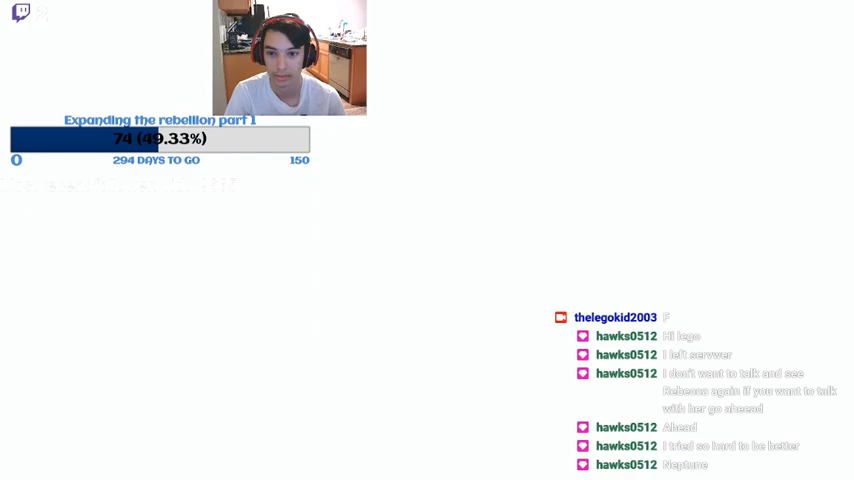 Expanding the rebellion part 1
74 (49.33%)
0
294 DAYS TO GO
150
thelegokid2003 F
hawks0512 Hi lego
hawks0512 I left servwer
hawks0512 I don't want to talk and see
Rebecca again if you want to talk
with her go aheead
hawks0512 Ahead
hawks0512 I tried so hard to be better
hawks0512 Neptune